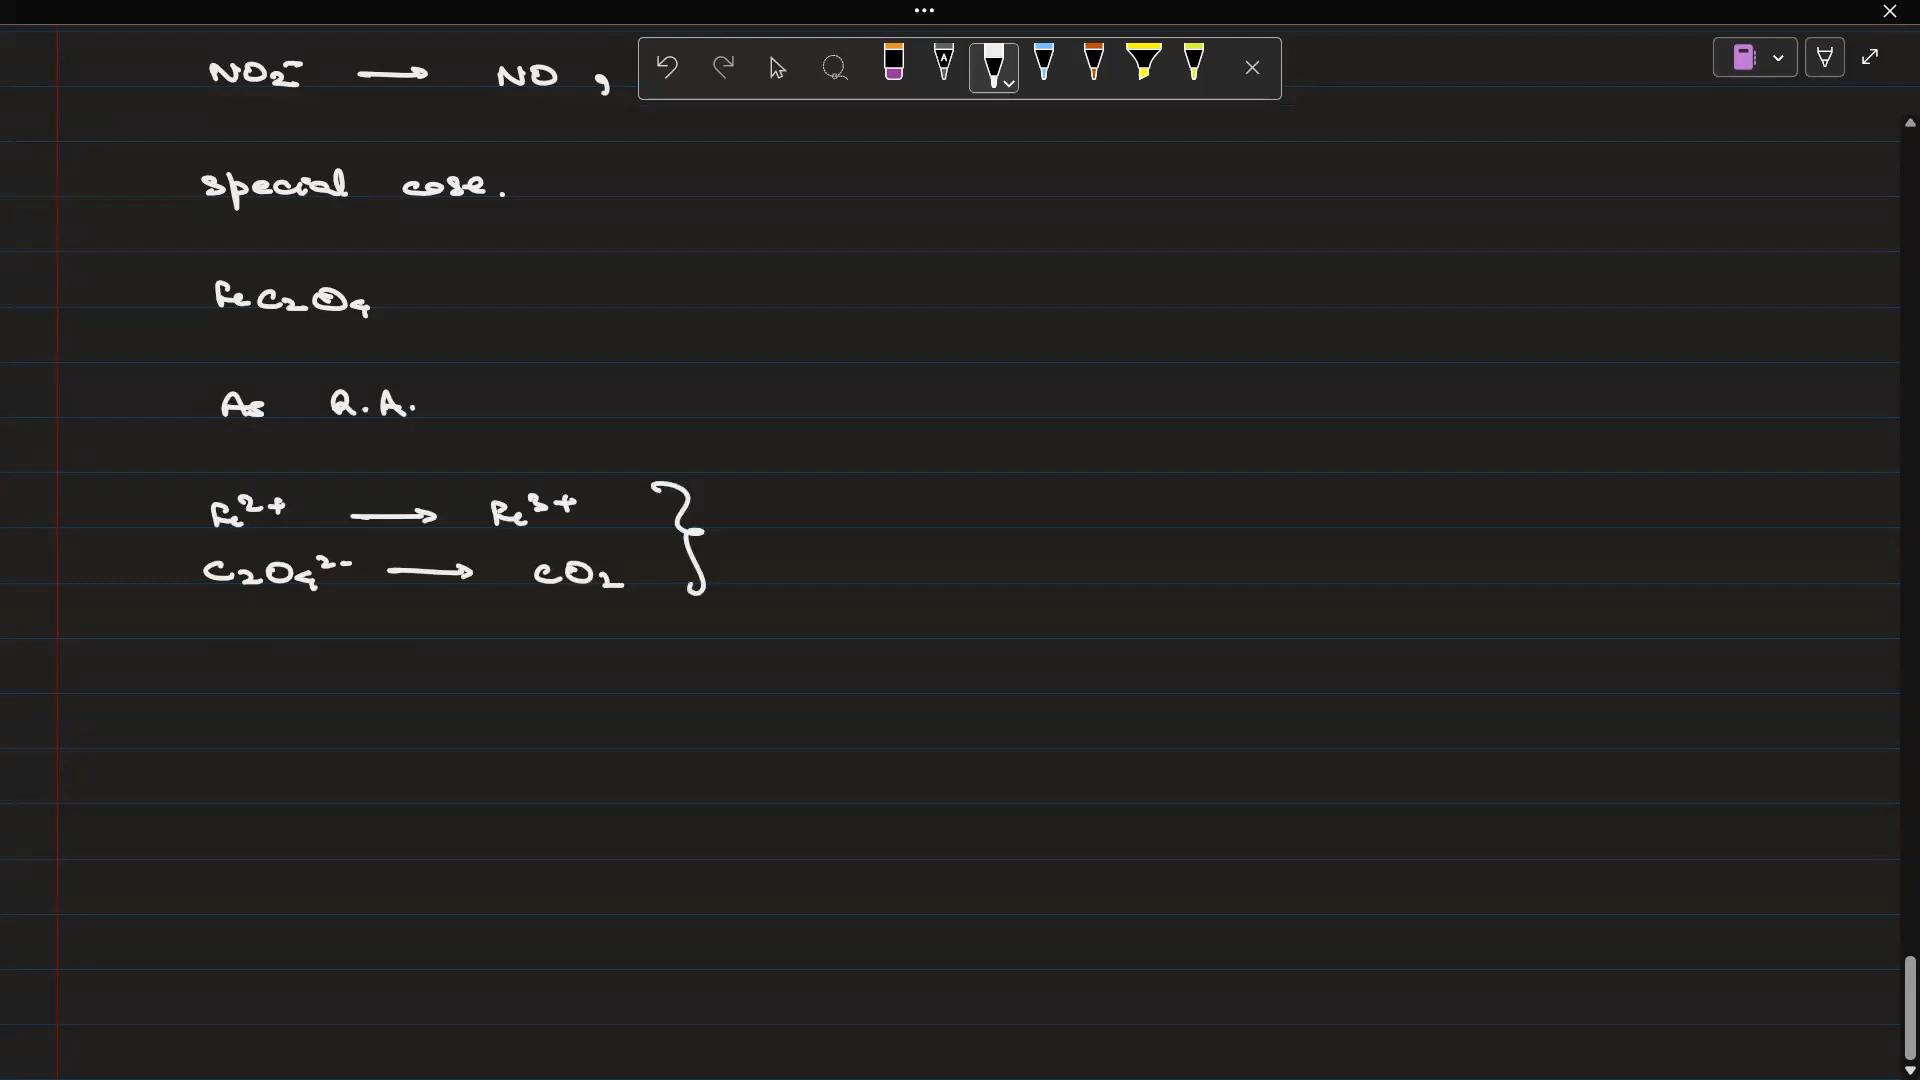 NO₂⁻ ⟶ NO ,
special case.
FeC₂O₄
As R.A.
Fe²⁺ ⟶ Fe³⁺
C₂O₄²⁻ ⟶ CO₂